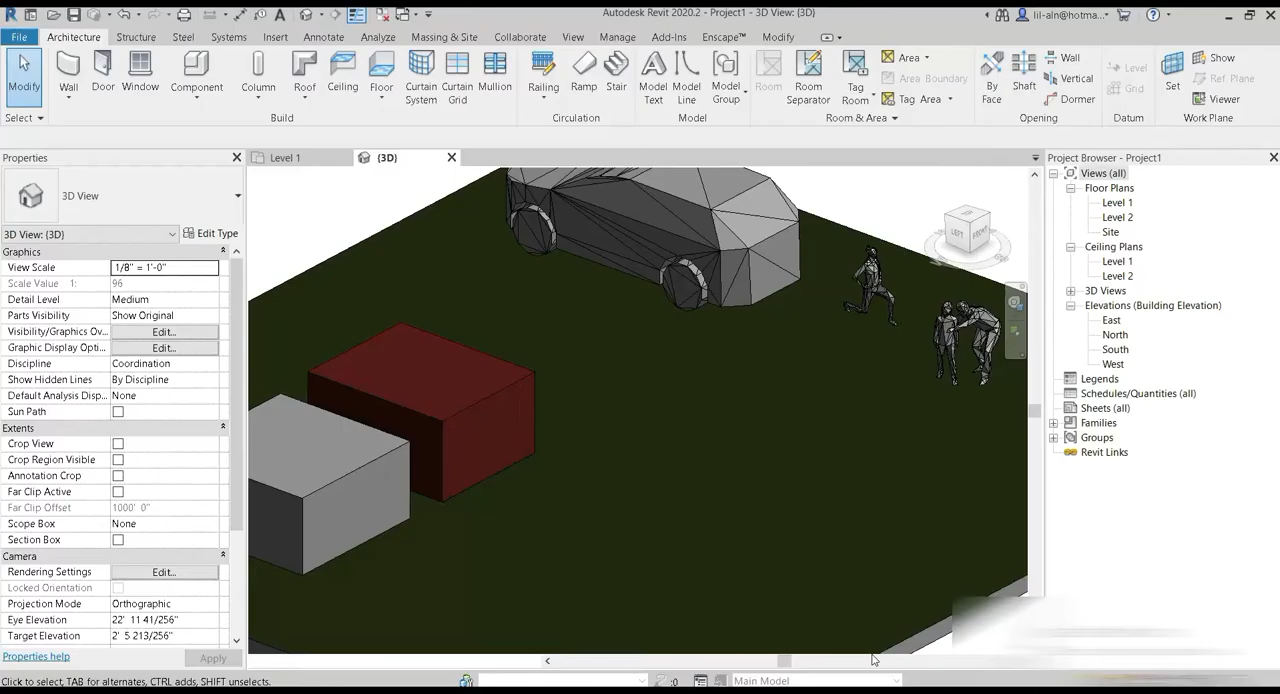 Autodesk Revit 2020.2 - Project1 - 3D View: {3D}
lil-aln@hotma...
File Architecture Structure Steel Systems Insert Annotate Analyze Massing & Site Collaborate View Manage Add-Ins Enscape™ Modify
Modify Wall Door Window Component Column Roof Ceiling Floor Curtain System Curtain Grid Mullion Railing Ramp Stair Model Text Model Line Model Group Room Room Separator Tag Room Area Area Boundary Tag Area By Face Shaft Wall Vertical Dormer Level Grid Set Show Ref Plane Viewer
Select Build Circulation Model Room & Area Opening Datum Work Plane
Properties
Level 1
{3D}
Project Browser - Project1
3D View
3D View: {3D}
Edit Type
Graphics
View Scale 1/8" = 1'-0"
Scale Value 1: 96
Detail Level Medium
Parts Visibility Show Original
Visibility/Graphics Ov... Edit...
Graphic Display Opti... Edit...
Discipline Coordination
Show Hidden Lines By Discipline
Default Analysis Disp... None
Sun Path
Extents
Crop View
Crop Region Visible
Annotation Crop
Far Clip Active
Far Clip Offset 1000' 0"
Scope Box None
Section Box
Camera
Rendering Settings Edit...
Locked Orientation
Projection Mode Orthographic
Eye Elevation 22' 11 41/256"
Target Elevation 2' 5 213/256"
Properties help
Apply
LEFT
FRONT
Views (all)
Floor Plans
Level 1
Level 2
Site
Ceiling Plans
Level 1
Level 2
3D Views
Elevations (Building Elevation)
East
North
South
West
Legends
Schedules/Quantities (all)
Sheets (all)
Families
Groups
Revit Links
Click to select, TAB for alternates, CTRL adds, SHIFT unselects.
:0
Main Model